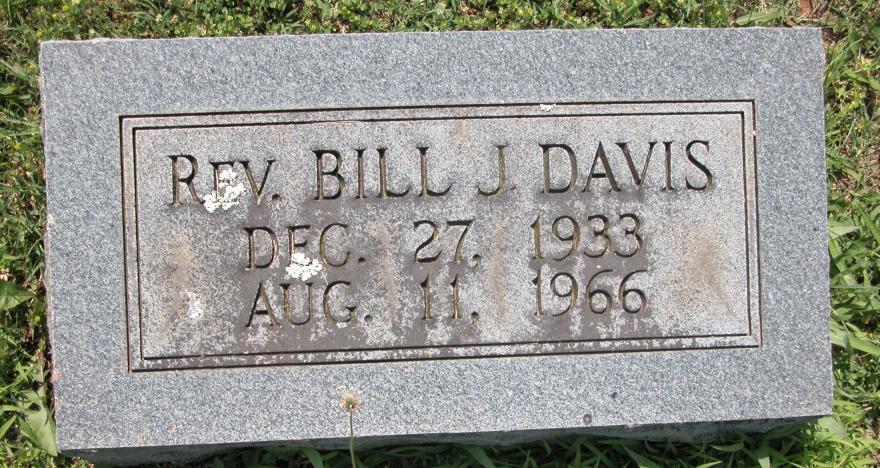 REV. BILL J. DAVIS
DEC. 27, 1933
AUG. 11, 1966